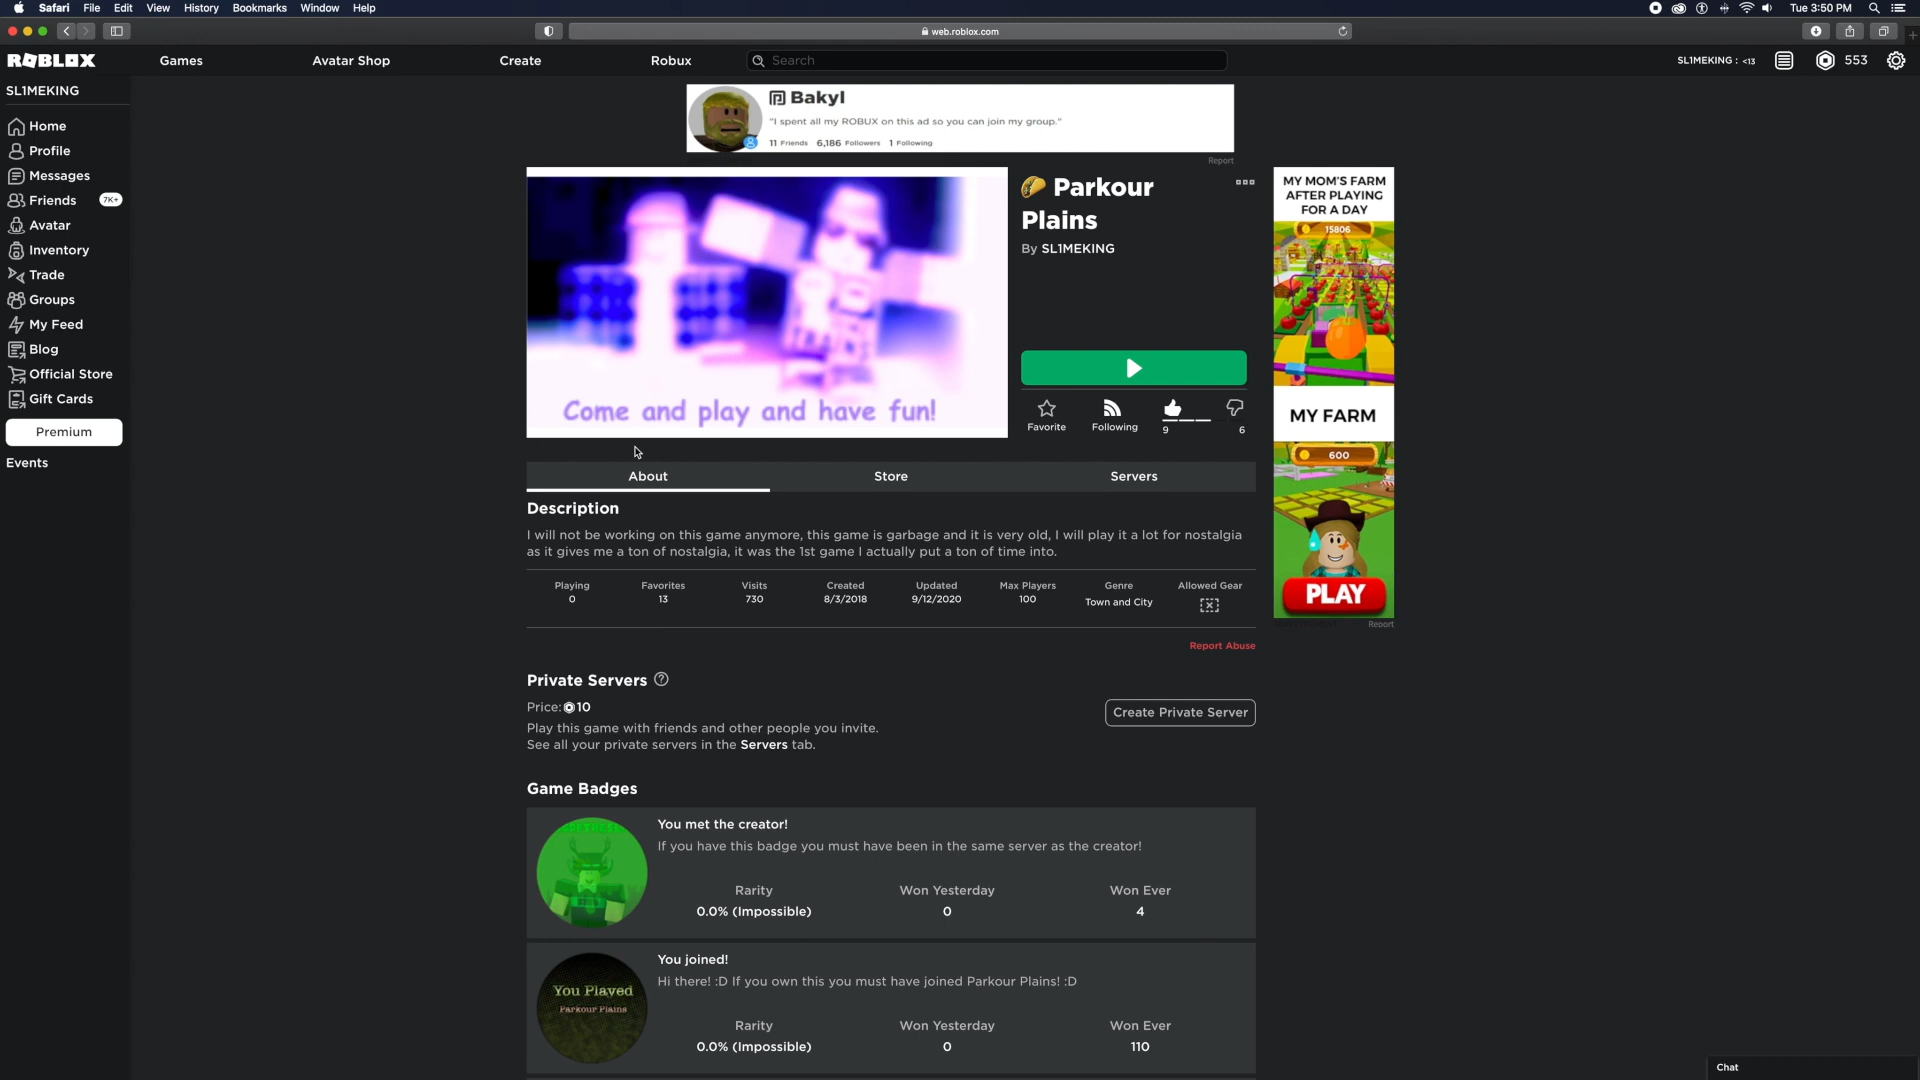 Safari File Edit View History Bookmarks Window Help
Tue 3:50 PM
web.roblox.com
ROBLOX
Games
Avatar Shop
Create
Robux
Search
SL1MEKING : <13
553
SL1MEKING
Home
Profile
Messages
Friends 7K+
Avatar
Inventory
Trade
Groups
My Feed
Blog
Official Store
Gift Cards
Premium
Events
Bakyl
"I spent all my ROBUX on this ad so you can join my group."
11 Friends 6,186 Followers 1 Following
Report
Come and play and have fun!
Parkour
Plains
By SL1MEKING
Favorite
Following
9
6
MY MOM'S FARM
AFTER PLAYING
FOR A DAY
15806
MY FARM
600
PLAY
Report
About
Store
Servers
Description
I will not be working on this game anymore, this game is garbage and it is very old, I will play it a lot for nostalgia
as it gives me a ton of nostalgia, it was the 1st game I actually put a ton of time into.
Playing Favorites Visits Created Updated Max Players Genre Allowed Gear
0 13 730 8/3/2018 9/12/2020 100 Town and City
Report Abuse
Private Servers
Price: 10
Create Private Server
Play this game with friends and other people you invite.
See all your private servers in the Servers tab.
Game Badges
You met the creator!
If you have this badge you must have been in the same server as the creator!
Rarity Won Yesterday Won Ever
0.0% (Impossible) 0 4
You joined!
Hi there! :D If you own this you must have joined Parkour Plains! :D
You Played
Parkour Plains
Rarity Won Yesterday Won Ever
0.0% (Impossible) 0 110
Chat